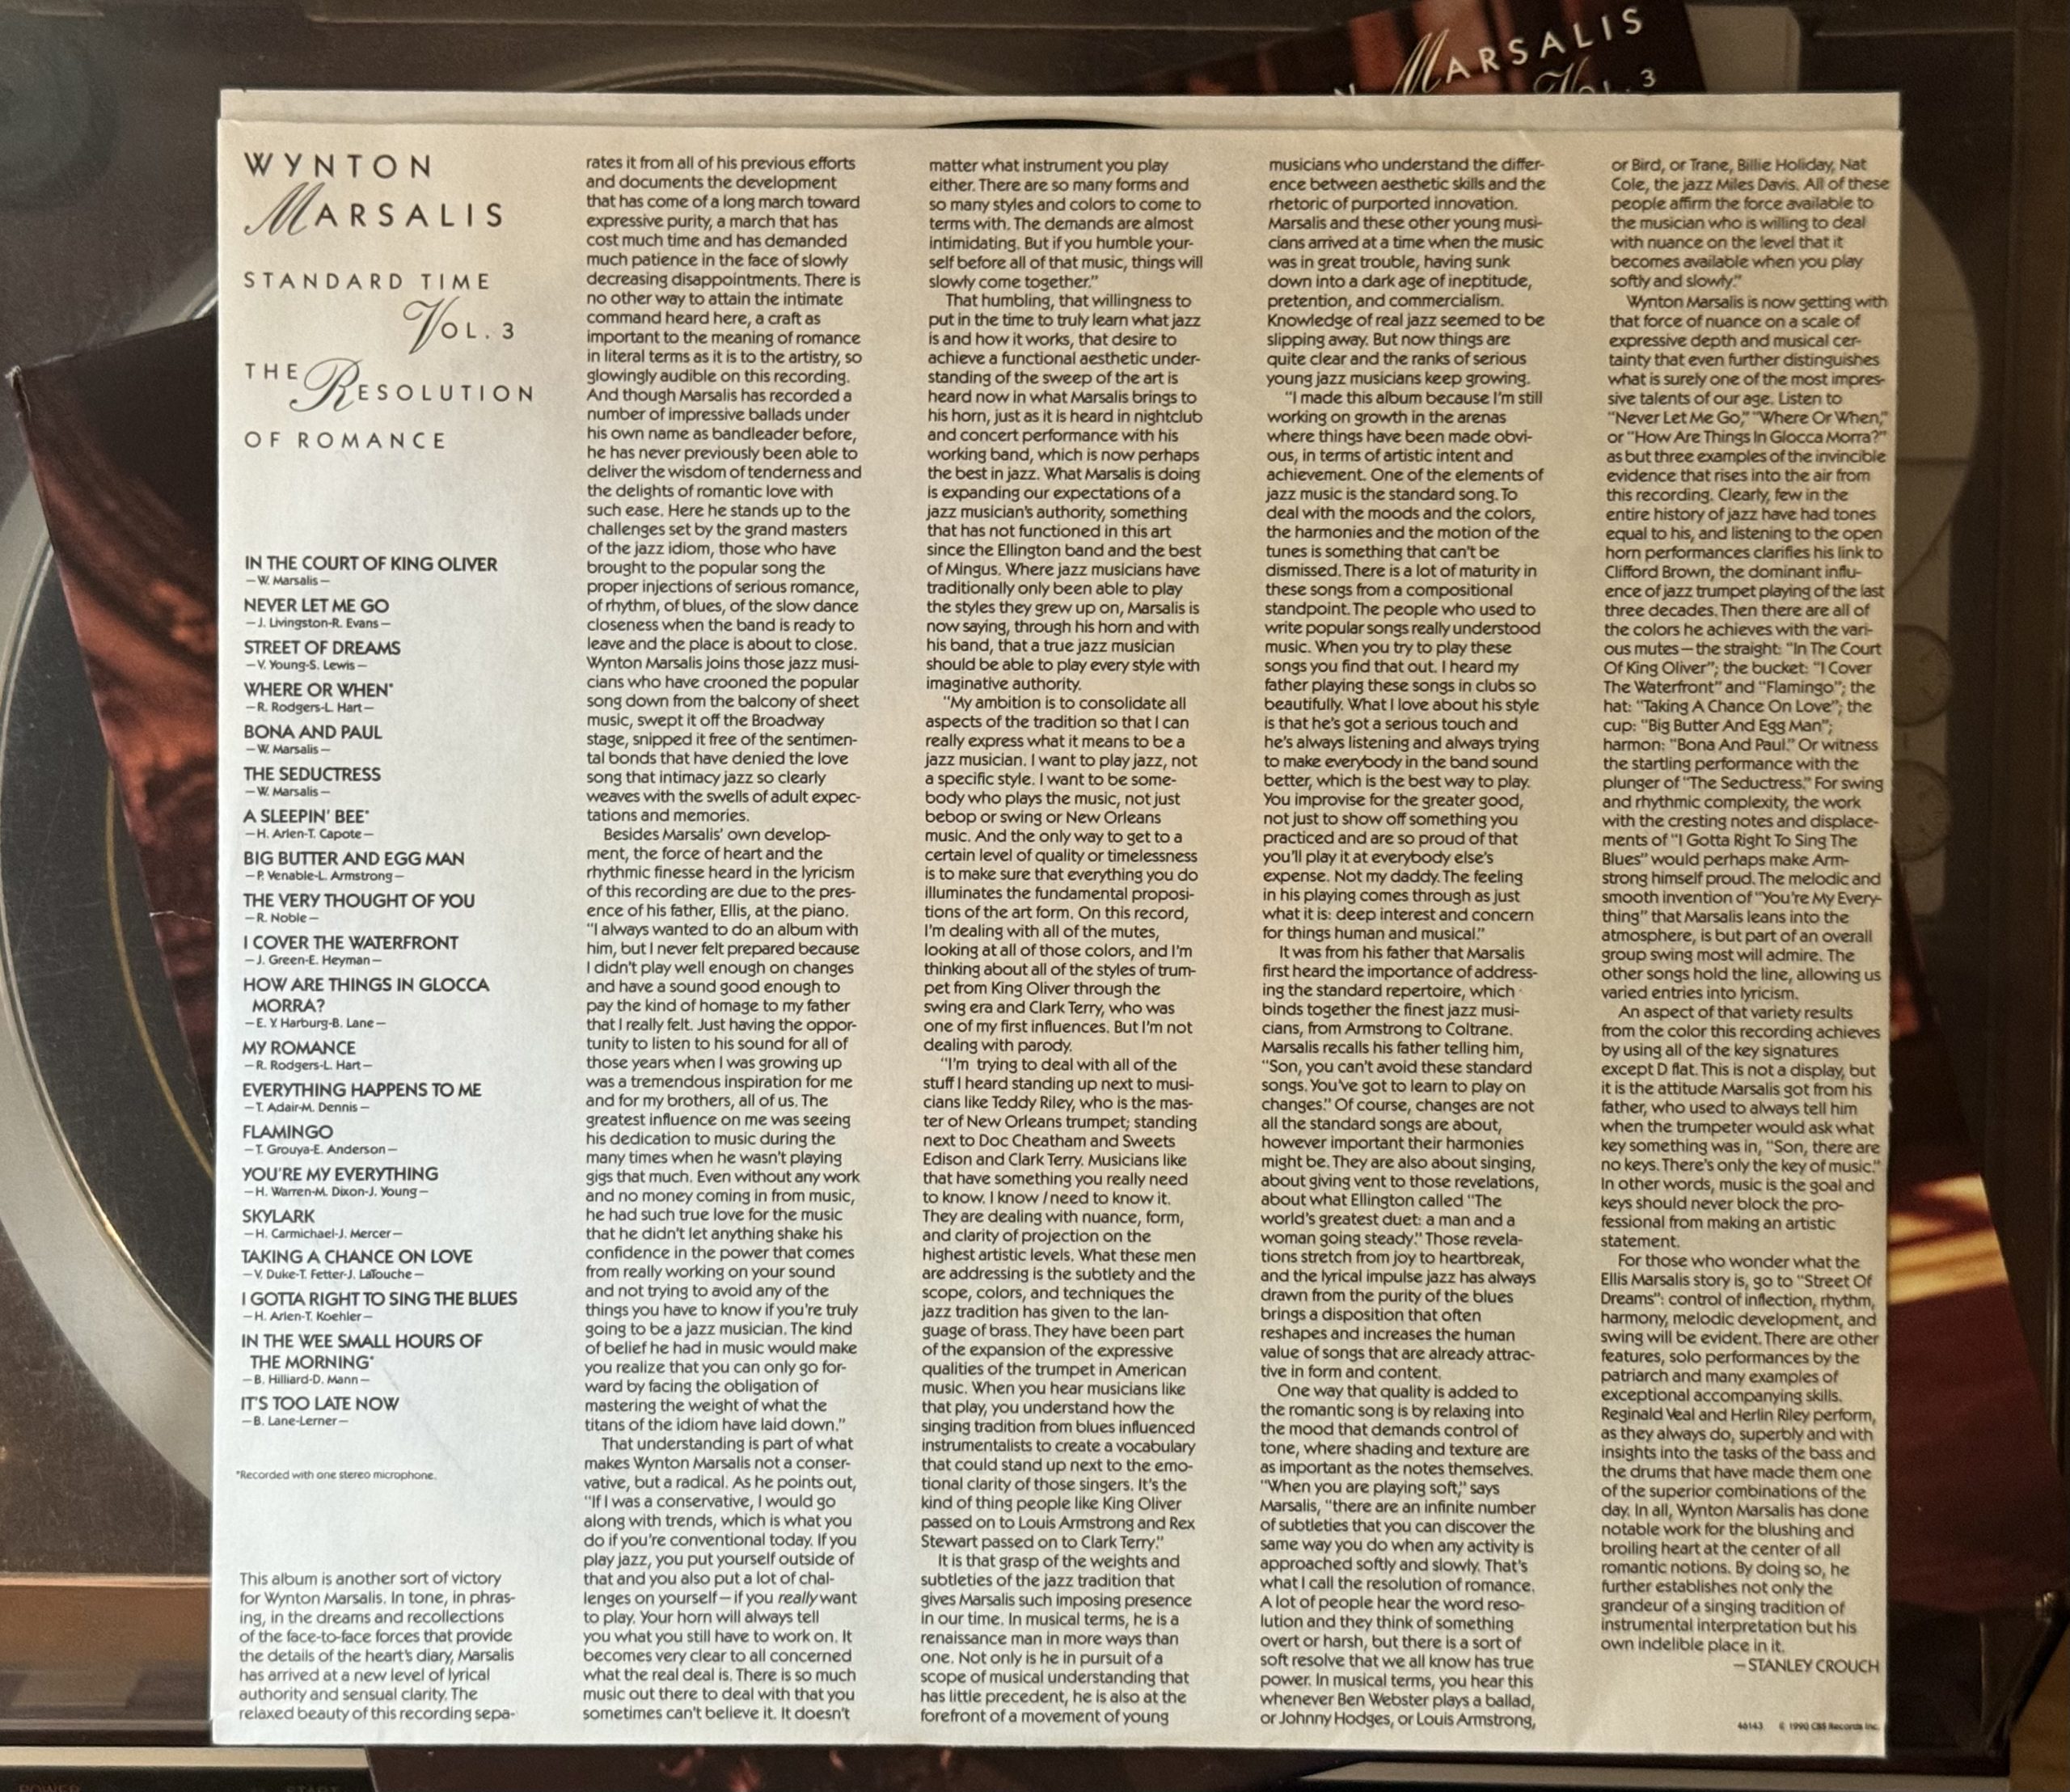 MARSALIS
VOL. 3
WYNTON
MARSALIS
STANDARD TIME
VOL. 3
THE RESOLUTION
OF ROMANCE
IN THE COURT OF KING OLIVER
—W. Marsalis—
NEVER LET ME GO
—J. Livingston-R. Evans—
STREET OF DREAMS
—V. Young-S. Lewis—
WHERE OR WHEN*
—R. Rodgers-L. Hart—
BONA AND PAUL
—W. Marsalis—
THE SEDUCTRESS
—W. Marsalis—
A SLEEPIN' BEE*
—H. Arlen-T. Capote—
BIG BUTTER AND EGG MAN
—P. Venable-L. Armstrong—
THE VERY THOUGHT OF YOU
—R. Noble—
I COVER THE WATERFRONT
—J. Green-E. Heyman—
HOW ARE THINGS IN GLOCCA
MORRA?
—E. Y. Harburg-B. Lane—
MY ROMANCE
—R. Rodgers-L. Hart—
EVERYTHING HAPPENS TO ME
—T. Adair-M. Dennis—
FLAMINGO
—T. Grouya-E. Anderson—
YOU'RE MY EVERYTHING
—H. Warren-M. Dixon-J. Young—
SKYLARK
—H. Carmichael-J. Mercer—
TAKING A CHANCE ON LOVE
—V. Duke-T. Fetter-J. LaTouche—
I GOTTA RIGHT TO SING THE BLUES
—H. Arlen-T. Koehler—
IN THE WEE SMALL HOURS OF
THE MORNING*
—B. Hilliard-D. Mann—
IT'S TOO LATE NOW
—B. Lane-Lerner—
*Recorded with one stereo microphone.
This album is another sort of victory
for Wynton Marsalis. In tone, in phras-
ing, in the dreams and recollections
of the face-to-face forces that provide
the details of the heart's diary, Marsalis
has arrived at a new level of lyrical
authority and sensual clarity. The
relaxed beauty of this recording sepa-
rates it from all of his previous efforts
and documents the development
that has come of a long march toward
expressive purity, a march that has
cost much time and has demanded
much patience in the face of slowly
decreasing disappointments. There is
no other way to attain the intimate
command heard here, a craft as
important to the meaning of romance
in literal terms as it is to the artistry, so
glowingly audible on this recording.
And though Marsalis has recorded a
number of impressive ballads under
his own name as bandleader before,
he has never previously been able to
deliver the wisdom of tenderness and
the delights of romantic love with
such ease. Here he stands up to the
challenges set by the grand masters
of the jazz idiom, those who have
brought to the popular song the
proper injections of serious romance,
of rhythm, of blues, of the slow dance
closeness when the band is ready to
leave and the place is about to close.
Wynton Marsalis joins those jazz musi-
cians who have crooned the popular
song down from the balcony of sheet
music, swept it off the Broadway
stage, snipped it free of the sentimen-
tal bonds that have denied the love
song that intimacy jazz so clearly
weaves with the swells of adult expec-
tations and memories.
Besides Marsalis' own develop-
ment, the force of heart and the
rhythmic finesse heard in the lyricism
of this recording are due to the pres-
ence of his father, Ellis, at the piano.
"I always wanted to do an album with
him, but I never felt prepared because
I didn't play well enough on changes
and have a sound good enough to
pay the kind of homage to my father
that I really felt. Just having the oppor-
tunity to listen to his sound for all of
those years when I was growing up
was a tremendous inspiration for me
and for my brothers, all of us. The
greatest influence on me was seeing
his dedication to music during the
many times when he wasn't playing
gigs that much. Even without any work
and no money coming in from music,
he had such true love for the music
that he didn't let anything shake his
confidence in the power that comes
from really working on your sound
and not trying to avoid any of the
things you have to know if you're truly
going to be a jazz musician. The kind
of belief he had in music would make
you realize that you can only go for-
ward by facing the obligation of
mastering the weight of what the
titans of the idiom have laid down."
That understanding is part of what
makes Wynton Marsalis not a conser-
vative, but a radical. As he points out,
"If I was a conservative, I would go
along with trends, which is what you
do if you're conventional today. If you
play jazz, you put yourself outside of
that and you also put a lot of chal-
lenges on yourself—if you really want
to play. Your horn will always tell
you what you still have to work on. It
becomes very clear to all concerned
what the real deal is. There is so much
music out there to deal with that you
sometimes can't believe it. It doesn't
matter what instrument you play
either. There are so many forms and
so many styles and colors to come to
terms with. The demands are almost
intimidating. But if you humble your-
self before all of that music, things will
slowly come together."
That humbling, that willingness to
put in the time to truly learn what jazz
is and how it works, that desire to
achieve a functional aesthetic under-
standing of the sweep of the art is
heard now in what Marsalis brings to
his horn, just as it is heard in nightclub
and concert performance with his
working band, which is now perhaps
the best in jazz. What Marsalis is doing
is expanding our expectations of a
jazz musician's authority, something
that has not functioned in this art
since the Ellington band and the best
of Mingus. Where jazz musicians have
traditionally only been able to play
the styles they grew up on, Marsalis is
now saying, through his horn and with
his band, that a true jazz musician
should be able to play every style with
imaginative authority.
"My ambition is to consolidate all
aspects of the tradition so that I can
really express what it means to be a
jazz musician. I want to play jazz, not
a specific style. I want to be some-
body who plays the music, not just
bebop or swing or New Orleans
music. And the only way to get to a
certain level of quality or timelessness
is to make sure that everything you do
illuminates the fundamental proposi-
tions of the art form. On this record,
I'm dealing with all of the mutes,
looking at all of those colors, and I'm
thinking about all of the styles of trum-
pet from King Oliver through the
swing era and Clark Terry, who was
one of my first influences. But I'm not
dealing with parody.
"I'm trying to deal with all of the
stuff I heard standing up next to musi-
cians like Teddy Riley, who is the mas-
ter of New Orleans trumpet; standing
next to Doc Cheatham and Sweets
Edison and Clark Terry. Musicians like
that have something you really need
to know. I know I need to know it.
They are dealing with nuance, form,
and clarity of projection on the
highest artistic levels. What these men
are addressing is the subtlety and the
scope, colors, and techniques the
jazz tradition has given to the lan-
guage of brass. They have been part
of the expansion of the expressive
qualities of the trumpet in American
music. When you hear musicians like
that play, you understand how the
singing tradition from blues influenced
instrumentalists to create a vocabulary
that could stand up next to the emo-
tional clarity of those singers. It's the
kind of thing people like King Oliver
passed on to Louis Armstrong and Rex
Stewart passed on to Clark Terry."
It is that grasp of the weights and
subtleties of the jazz tradition that
gives Marsalis such imposing presence
in our time. In musical terms, he is a
renaissance man in more ways than
one. Not only is he in pursuit of a
scope of musical understanding that
has little precedent, he is also at the
forefront of a movement of young
musicians who understand the differ-
ence between aesthetic skills and the
rhetoric of purported innovation.
Marsalis and these other young musi-
cians arrived at a time when the music
was in great trouble, having sunk
down into a dark age of ineptitude,
pretention, and commercialism.
Knowledge of real jazz seemed to be
slipping away. But now things are
quite clear and the ranks of serious
young jazz musicians keep growing.
"I made this album because I'm still
working on growth in the arenas
where things have been made obvi-
ous, in terms of artistic intent and
achievement. One of the elements of
jazz music is the standard song. To
deal with the moods and the colors,
the harmonies and the motion of the
tunes is something that can't be
dismissed. There is a lot of maturity in
these songs from a compositional
standpoint. The people who used to
write popular songs really understood
music. When you try to play these
songs you find that out. I heard my
father playing these songs in clubs so
beautifully. What I love about his style
is that he's got a serious touch and
he's always listening and always trying
to make everybody in the band sound
better, which is the best way to play.
You improvise for the greater good,
not just to show off something you
practiced and are so proud of that
you'll play it at everybody else's
expense. Not my daddy. The feeling
in his playing comes through as just
what it is: deep interest and concern
for things human and musical."
It was from his father that Marsalis
first heard the importance of address-
ing the standard repertoire, which
binds together the finest jazz musi-
cians, from Armstrong to Coltrane.
Marsalis recalls his father telling him,
"Son, you can't avoid these standard
songs. You've got to learn to play on
changes." Of course, changes are not
all the standard songs are about,
however important their harmonies
might be. They are also about singing,
about giving vent to those revelations,
about what Ellington called "The
world's greatest duet: a man and a
woman going steady." Those revela-
tions stretch from joy to heartbreak,
and the lyrical impulse jazz has always
drawn from the purity of the blues
brings a disposition that often
reshapes and increases the human
value of songs that are already attrac-
tive in form and content.
One way that quality is added to
the romantic song is by relaxing into
the mood that demands control of
tone, where shading and texture are
as important as the notes themselves.
"When you are playing soft," says
Marsalis, "there are an infinite number
of subtleties that you can discover the
same way you do when any activity is
approached softly and slowly. That's
what I call the resolution of romance.
A lot of people hear the word reso-
lution and they think of something
overt or harsh, but there is a sort of
soft resolve that we all know has true
power. In musical terms, you hear this
whenever Ben Webster plays a ballad,
or Johnny Hodges, or Louis Armstrong,
or Bird, or Trane, Billie Holiday, Nat
Cole, the jazz Miles Davis. All of these
people affirm the force available to
the musician who is willing to deal
with nuance on the level that it
becomes available when you play
softly and slowly."
Wynton Marsalis is now getting with
that force of nuance on a scale of
expressive depth and musical cer-
tainty that even further distinguishes
what is surely one of the most impres-
sive talents of our age. Listen to
"Never Let Me Go," "Where Or When,"
or "How Are Things In Glocca Morra?"
as but three examples of the invincible
evidence that rises into the air from
this recording. Clearly, few in the
entire history of jazz have had tones
equal to his, and listening to the open
horn performances clarifies his link to
Clifford Brown, the dominant influ-
ence of jazz trumpet playing of the last
three decades. Then there are all of
the colors he achieves with the vari-
ous mutes—the straight: "In The Court
Of King Oliver"; the bucket: "I Cover
The Waterfront" and "Flamingo"; the
hat: "Taking A Chance On Love"; the
cup: "Big Butter And Egg Man";
harmon: "Bona And Paul." Or witness
the startling performance with the
plunger of "The Seductress." For swing
and rhythmic complexity, the work
with the cresting notes and displace-
ments of "I Gotta Right To Sing The
Blues" would perhaps make Arm-
strong himself proud. The melodic and
smooth invention of "You're My Every-
thing" that Marsalis leans into the
atmosphere, is but part of an overall
group swing most will admire. The
other songs hold the line, allowing us
varied entries into lyricism.
An aspect of that variety results
from the color this recording achieves
by using all of the key signatures
except D flat. This is not a display, but
it is the attitude Marsalis got from his
father, who used to always tell him
when the trumpeter would ask what
key something was in, "Son, there are
no keys. There's only the key of music."
In other words, music is the goal and
keys should never block the pro-
fessional from making an artistic
statement.
For those who wonder what the
Ellis Marsalis story is, go to "Street Of
Dreams": control of inflection, rhythm,
harmony, melodic development, and
swing will be evident. There are other
features, solo performances by the
patriarch and many examples of
exceptional accompanying skills.
Reginald Veal and Herlin Riley perform,
as they always do, superbly and with
insights into the tasks of the bass and
the drums that have made them one
of the superior combinations of the
day. In all, Wynton Marsalis has done
notable work for the blushing and
broiling heart at the center of all
romantic notions. By doing so, he
further establishes not only the
grandeur of a singing tradition of
instrumental interpretation but his
own indelible place in it.
—STANLEY CROUCH
46143 © 1990 CBS Records Inc.
POWER
START